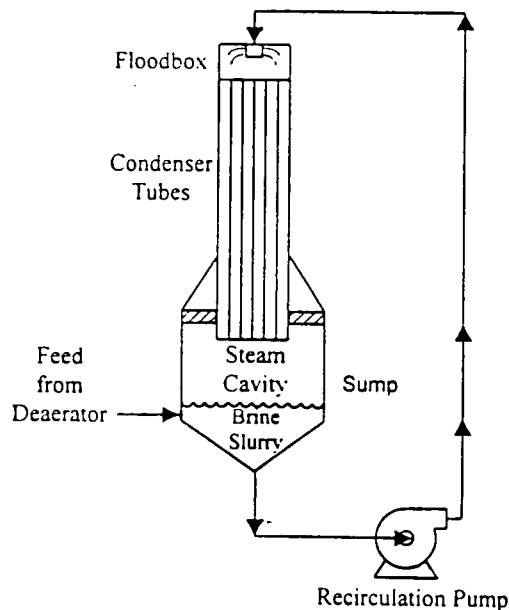 Floodbox
Condenser
Tubes
Steam
Cavity
Feed
from
Deaerator
Sump
Brine
Slurry
Recirculation Pump